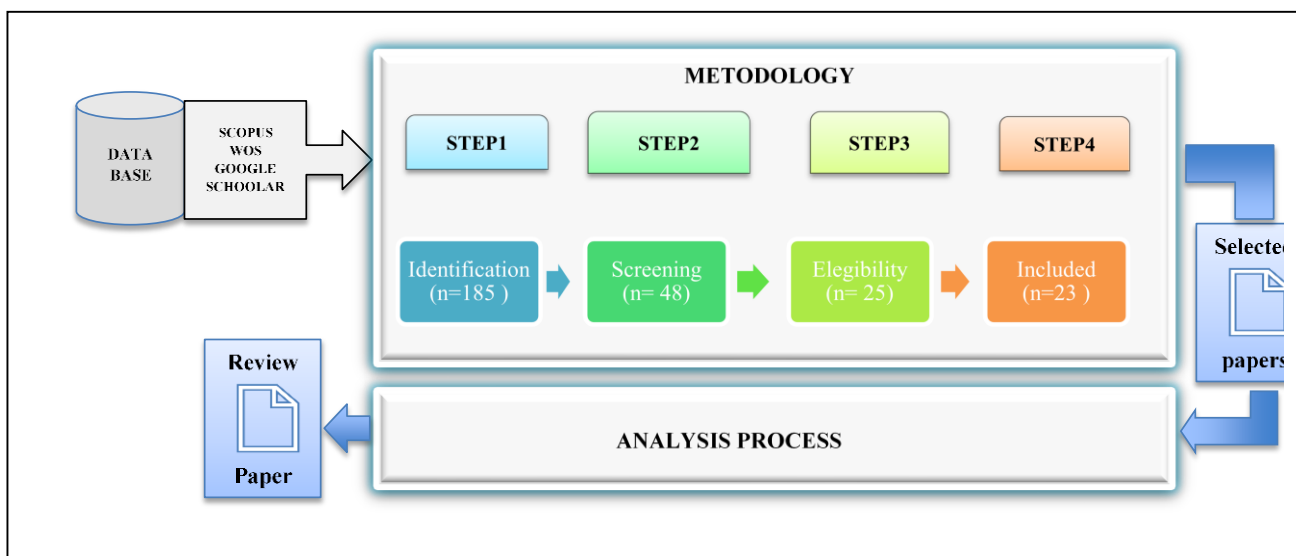 METODOLOGY
DATA
BASE
SCOPUS
WOS
GOOGLE
SCHOOLAR
STEP1
STEP2
STEP3
STEP4
Identification
(n=185 )
Screening
(n= 48)
Elegibility
(n= 25)
Included
(n=23 )
Selected
papers
ANALYSIS PROCESS
Review
Paper